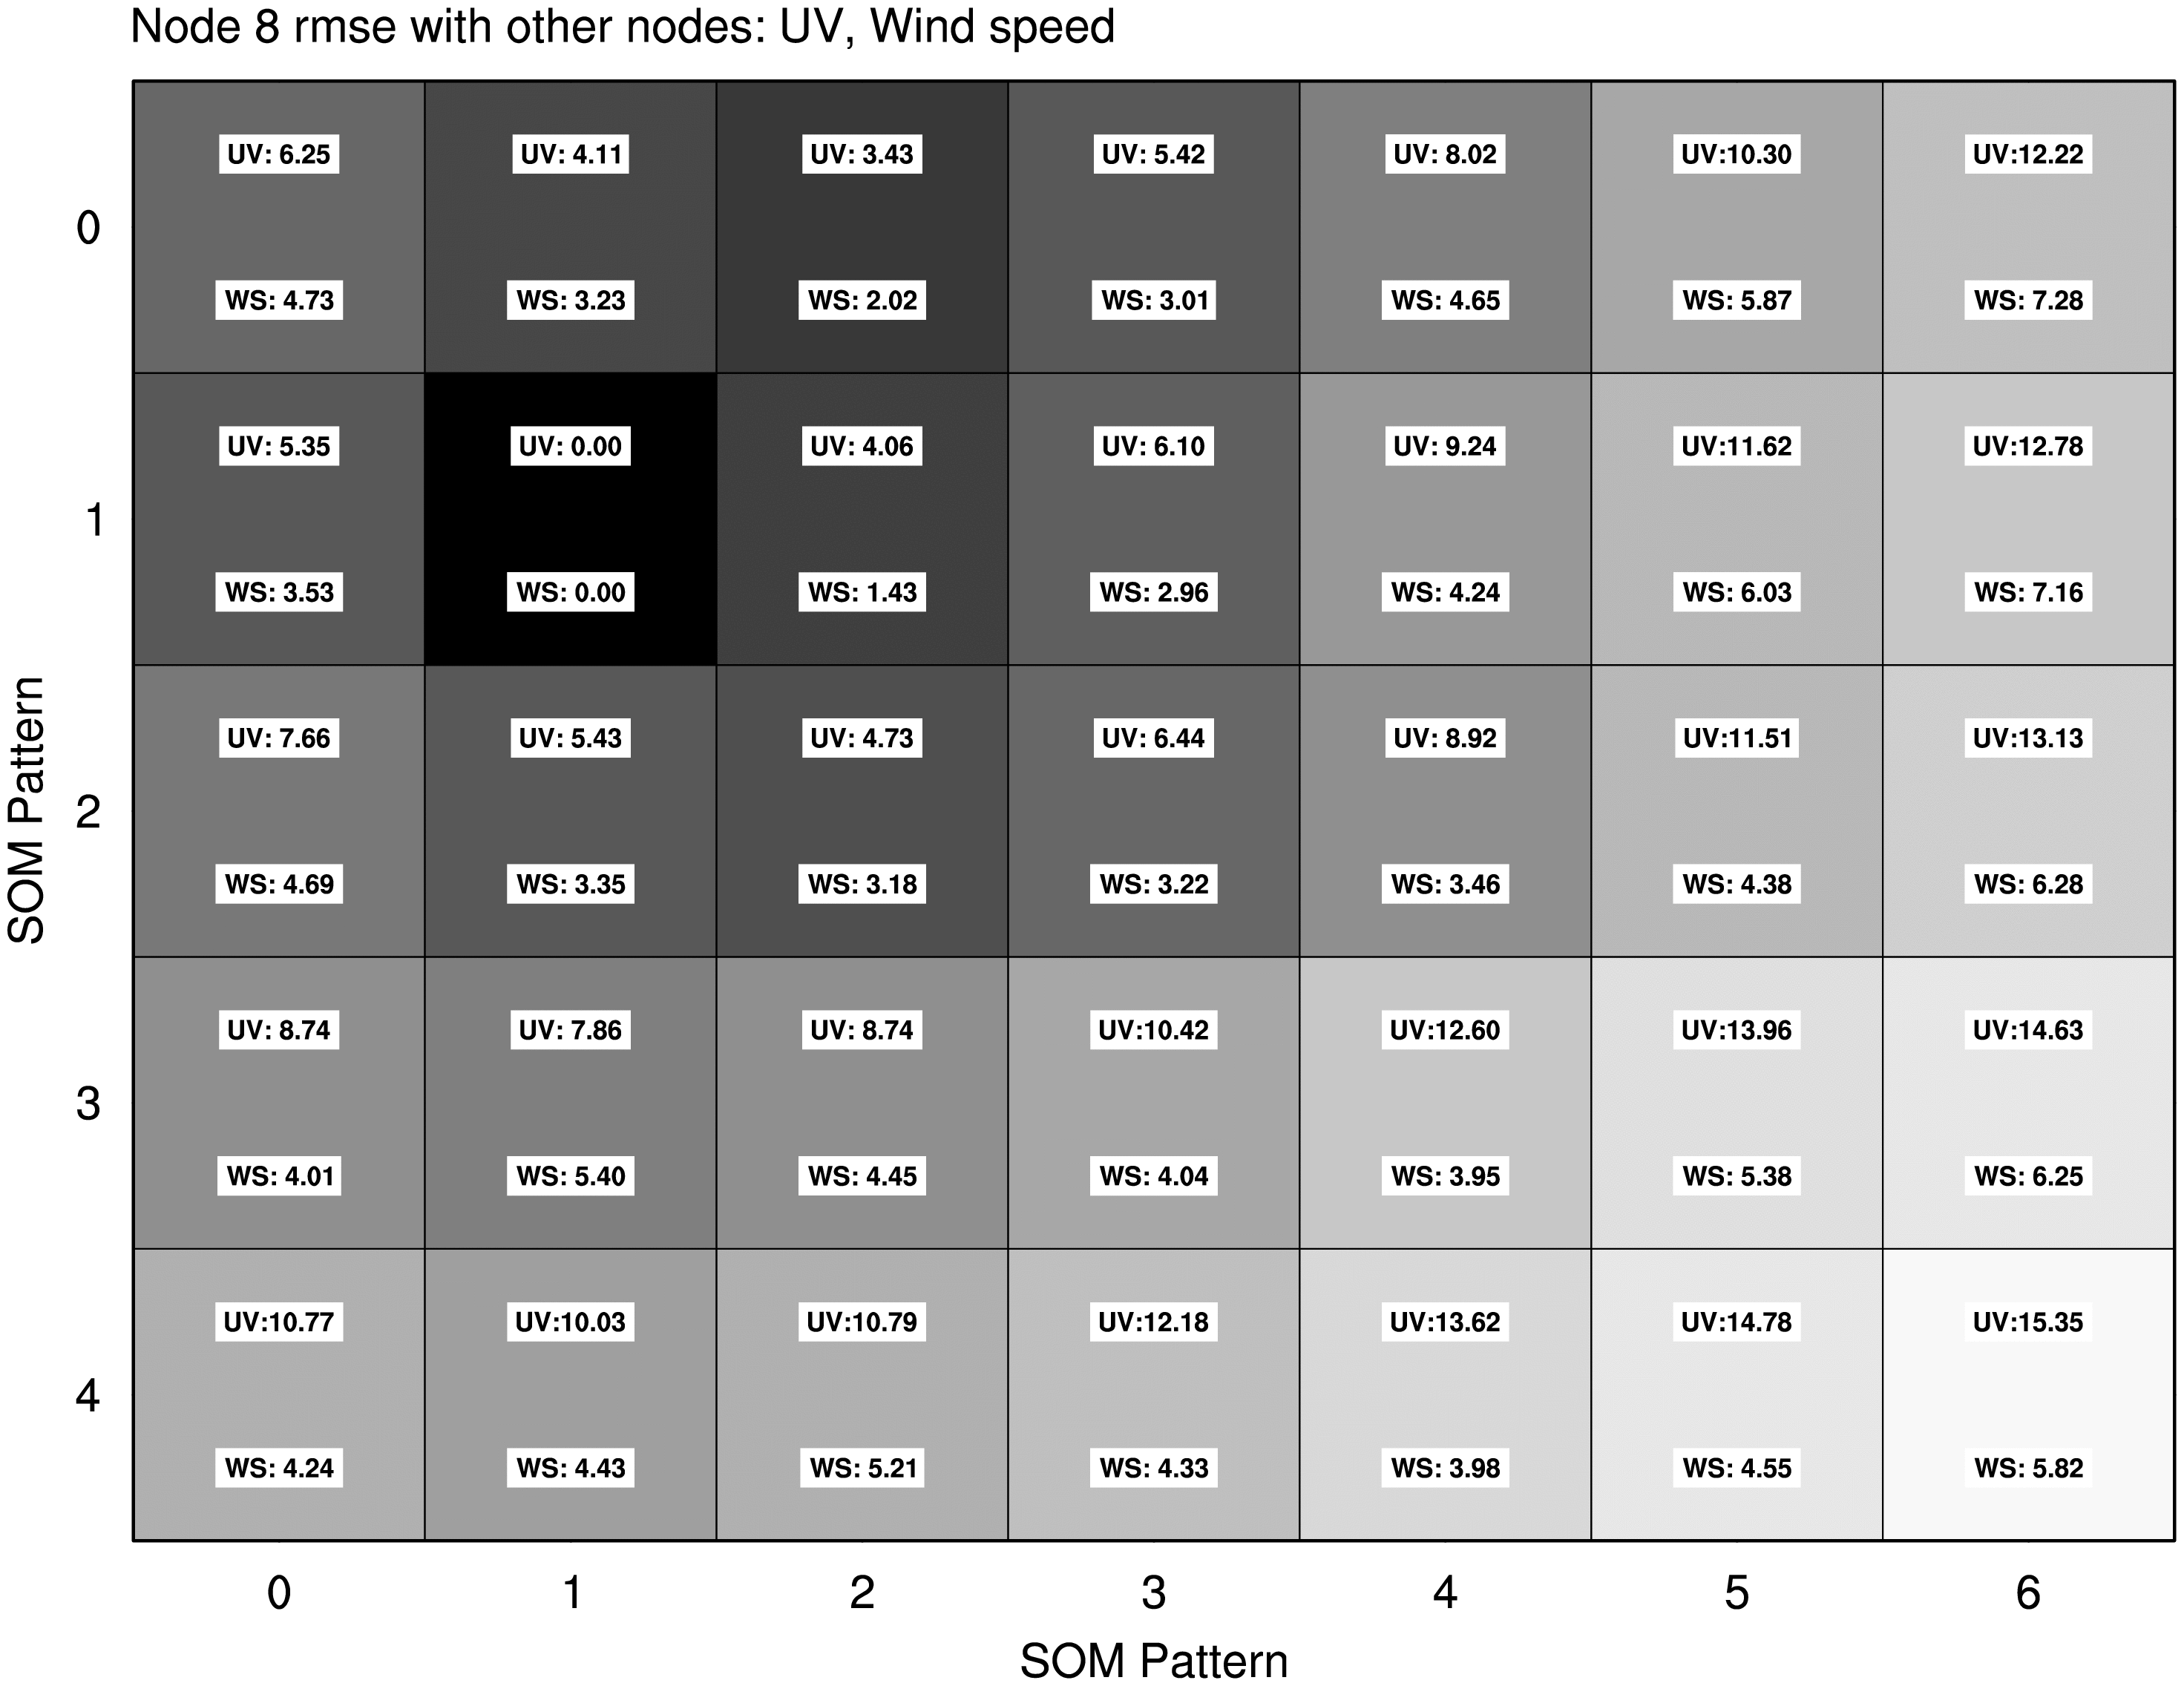 Node 8 rmse with other nodes: UV, Wind speed
UV: 6.25 UV: 4.11 UV: 3.43 UV: 5.42 UV: 8.02 UV:10.30 UV:12.22
0
WS: 4.73 WS: 3.23 WS: 2.02 WS: 3.01 WS: 4.65 WS: 5.87 WS: 7.28
UV: 5.35 UV: 0.00 UV: 4.06 UV: 6.10 UV: 9.24 UV:11.62 UV:12.78
1
WS: 3.53 WS: 0.00 WS: 1.43 WS: 2.96 WS: 4.24 WS: 6.03 WS: 7.16
SOM Pattern
UV: 7.66 UV: 5.43 UV: 4.73 UV: 6.44 UV: 8.92 UV:11.51 UV:13.13
2
WS: 4.69 WS: 3.35 WS: 3.18 WS: 3.22 WS: 3.46 WS: 4.38 WS: 6.28
UV: 8.74 UV: 7.86 UV: 8.74 UV:10.42 UV:12.60 UV:13.96 UV:14.63
3
WS: 4.01 WS: 5.40 WS: 4.45 WS: 4.04 WS: 3.95 WS: 5.38 WS: 6.25
UV:10.77 UV:10.03 UV:10.79 UV:12.18 UV:13.62 UV:14.78 UV:15.35
4
WS: 4.24 WS: 4.43 WS: 5.21 WS: 4.33 WS: 3.98 WS: 4.55 WS: 5.82
0 1 2 3 4 5 6
SOM Pattern